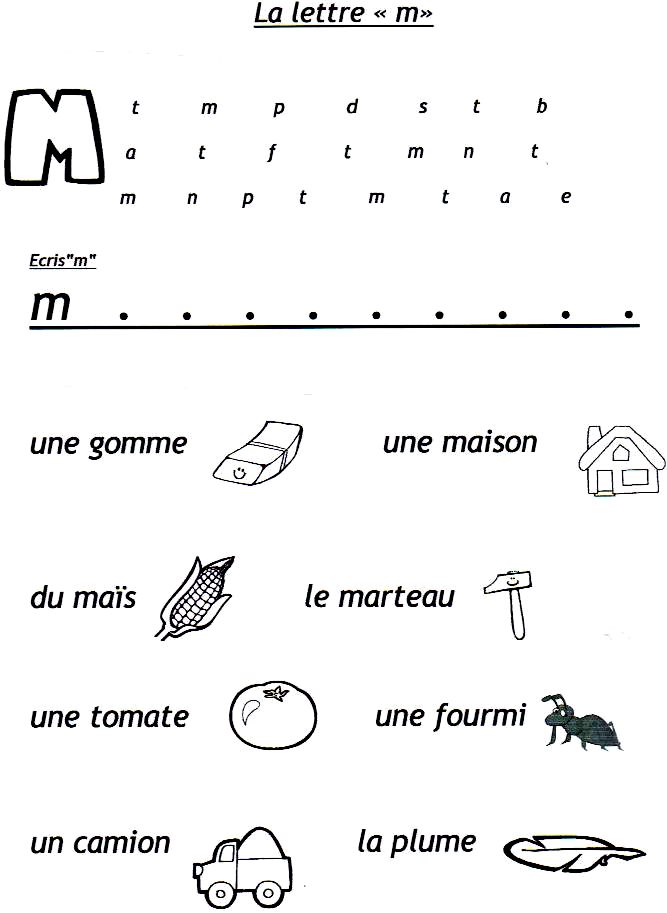 La lettre « m»
M
t m p d s t b
a t f t m n t
m n p t m t a e
Ecris"m"
m . . . . . . . . .
une gomme
une maison
du maïs
le marteau
une tomate
une fourmi
un camion
la plume